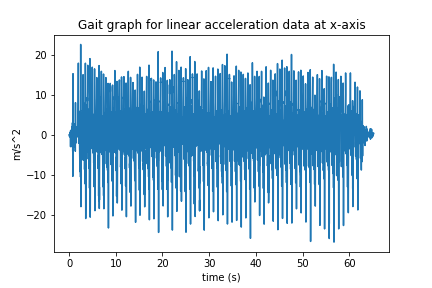 Gait graph for linear acceleration data at x-axis
20
10
0
−10
−20
m/s^2
0 10 20 30 40 50 60
time (s)